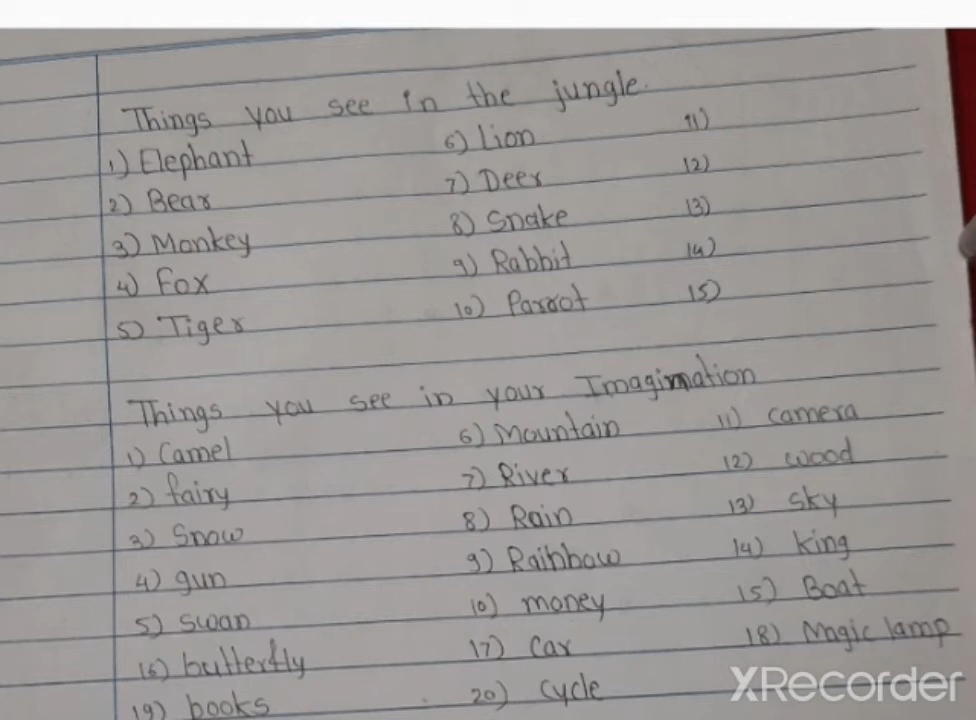 Things you see in the jungle.
1) Elephant 6) Lion 11)
2) Bear 7) Deer 12)
3) Monkey 8) Snake 13)
4) Fox 9) Rabbit 14)
5) Tiger 10) Parrot 15)
Things you see in your Imagination
1) Camel 6) Mountain 11) camera
2) fairy 7) River 12) wood
3) Snow 8) Rain 13) sky
4) gun 9) Rainbow 14) king
5) swan 10) money 15) Boat
16) butterfly 17) Car 18) Magic lamp
19) books 20) cycle
XRecorder